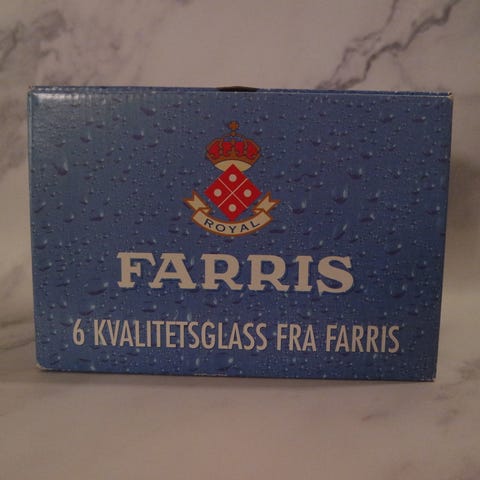 ROYAL
FARRIS
6 KVALITETSGLASS FRA FARRIS